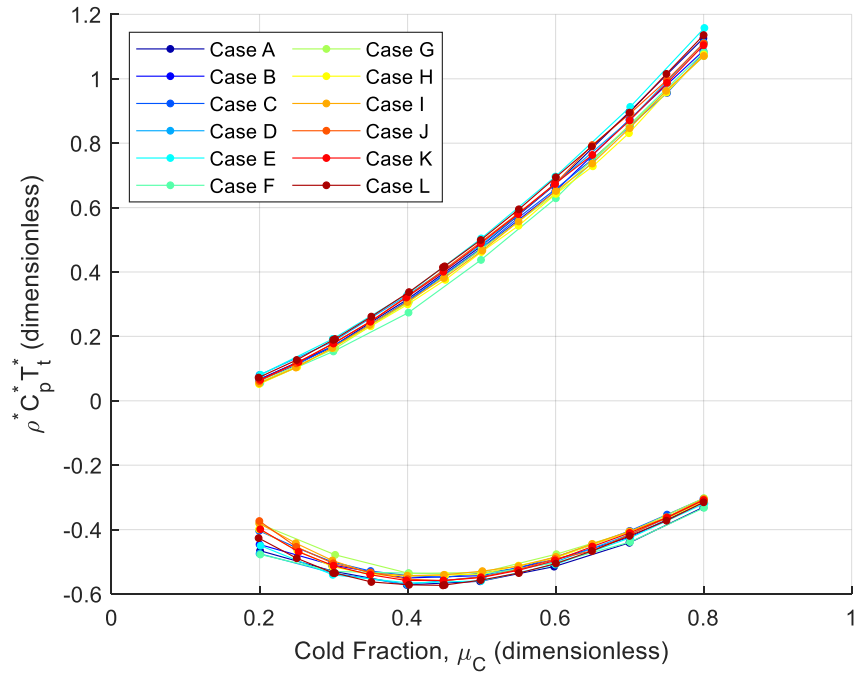 1.2
1
0.8
0.6
0.4
0.2
0
-0.2
-0.4
-0.6
ρ*C*pT*t (dimensionless)
Case A
Case B
Case C
Case D
Case E
Case F
Case G
Case H
Case I
Case J
Case K
Case L
0 0.2 0.4 0.6 0.8 1
Cold Fraction, μC (dimensionless)